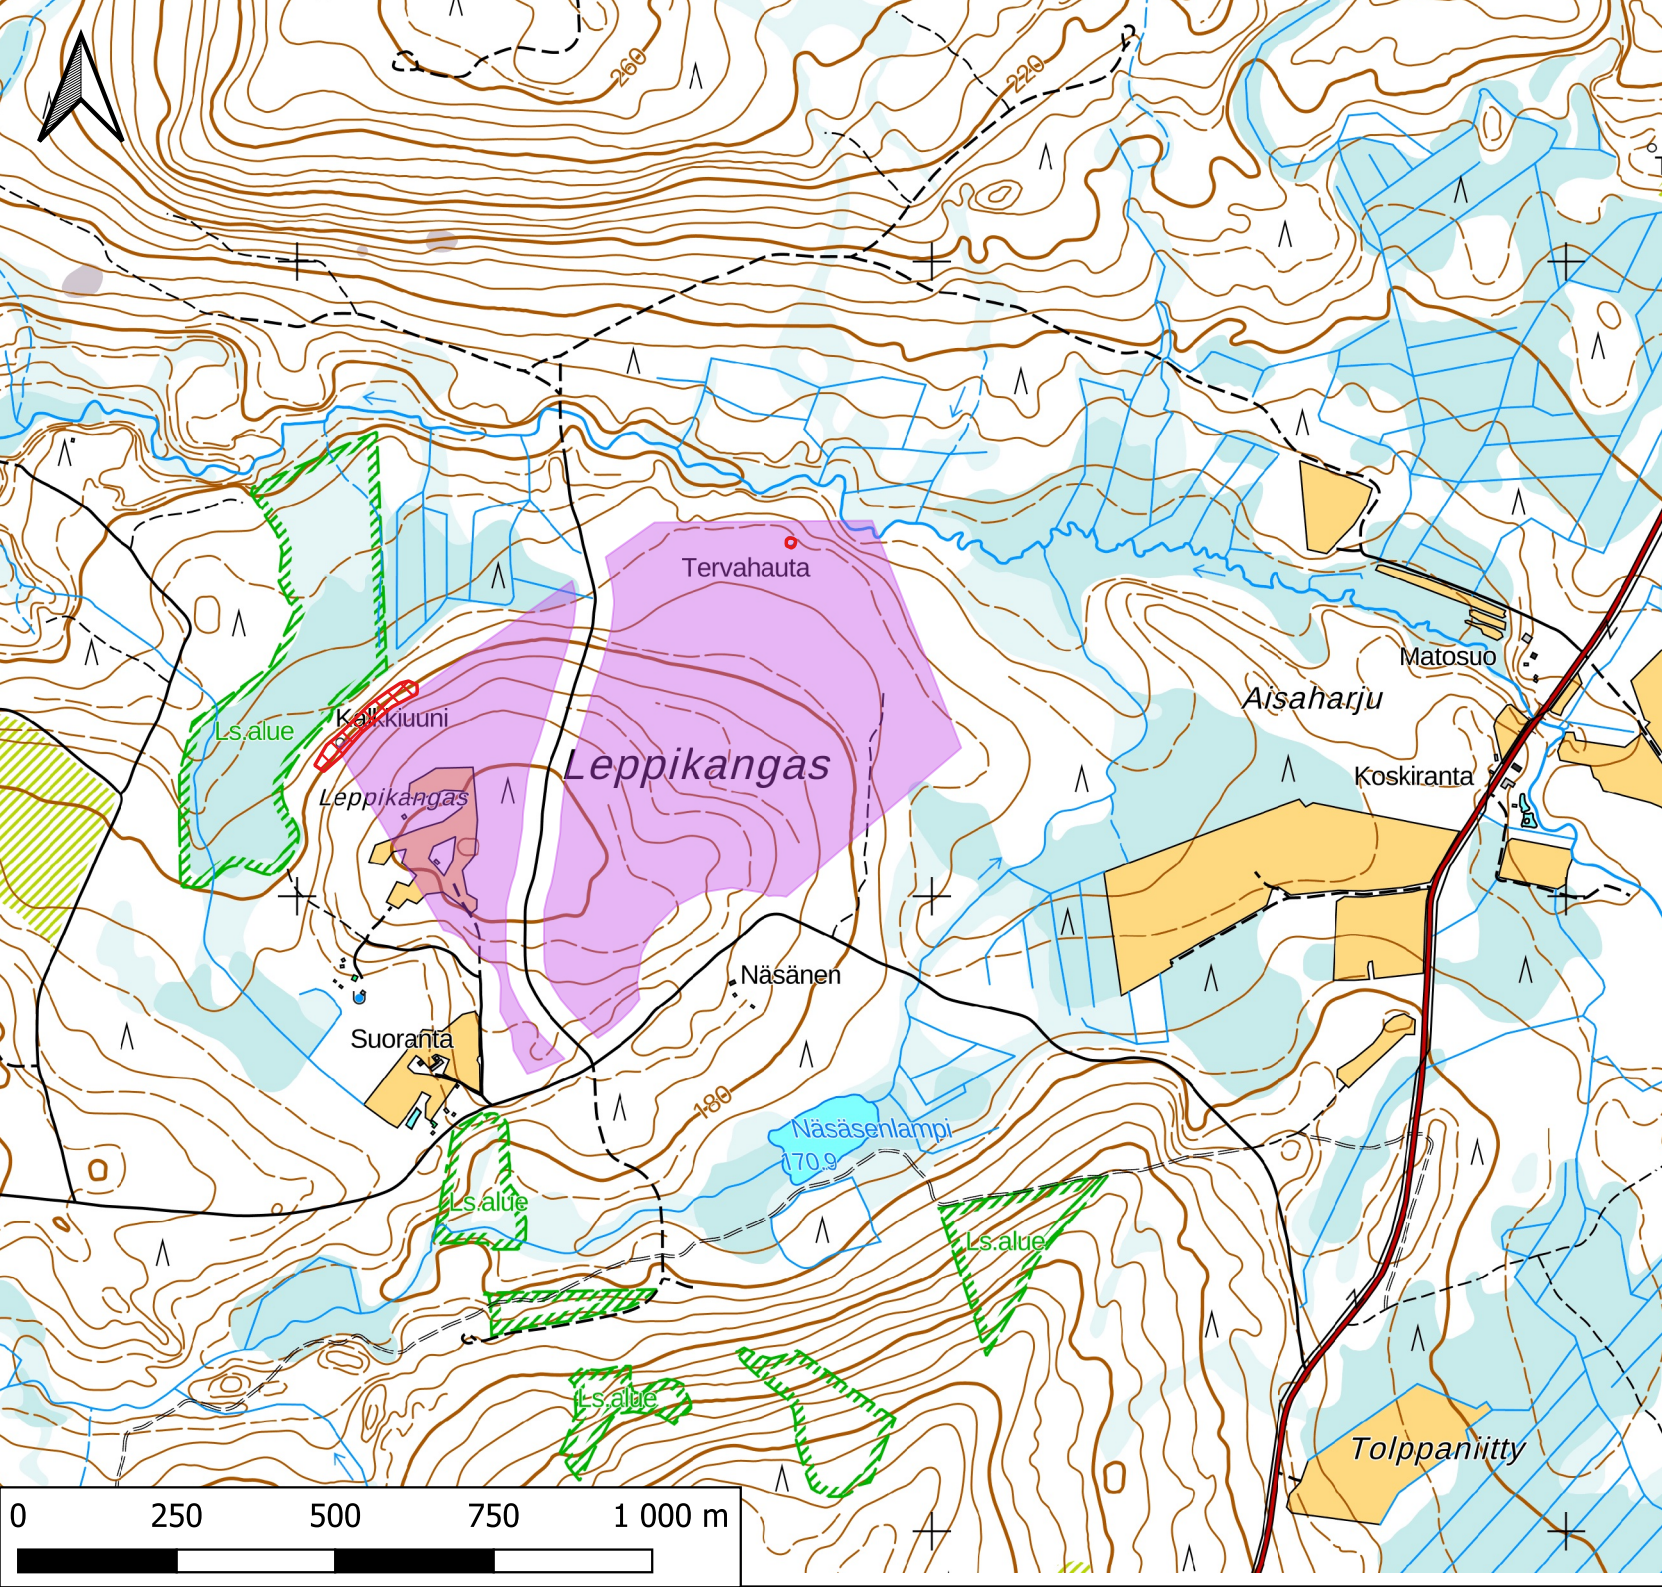 260
220
Tervahauta
Matosuo
Aisaharju
Ls.alue
Kalkkiuuni
Leppikangas
Koskiranta
Leppikangas
Näsänen
Suoranta
180
Näsäsenlampi
170.9
Ls.alue
Ls.alue
Ls.alue
Tolppaniitty
0 250 500 750 1 000 m